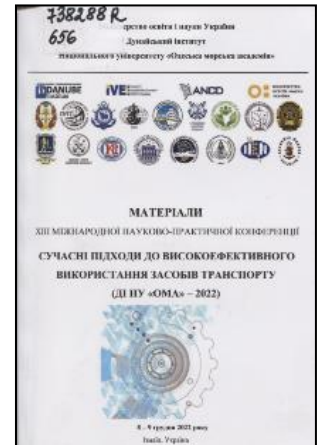 738288 R
656
освіти і науки України
Дунайський інститут
Національного університету «Одеська морська академія»
DANUBE
IVE
ANCO
МАТЕРІАЛИ
XIII МІЖНАРОДНОЇ НАУКОВО-ПРАКТИЧНОЇ КОНФЕРЕНЦІЇ
СУЧАСНІ ПІДХОДИ ДО ВИСОКОЕФЕКТИВНОГО
ВИКОРИСТАННЯ ЗАСОБІВ ТРАНСПОРТУ
(ДІ НУ «ОМА» – 2022)
8 – 9 грудня 2022 року
Ізмаїл, Україна